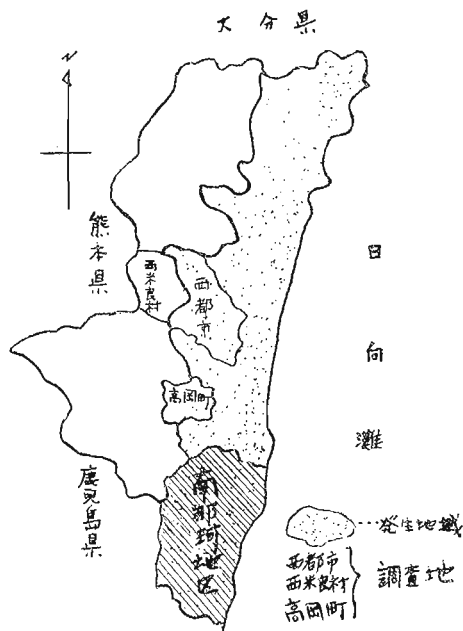 大分県
N
熊本県
西米良村
西都市
日向灘
高岡町
鹿児島県
南那珂地区
…発生地域
西都市
西米良村
高岡町
調査地